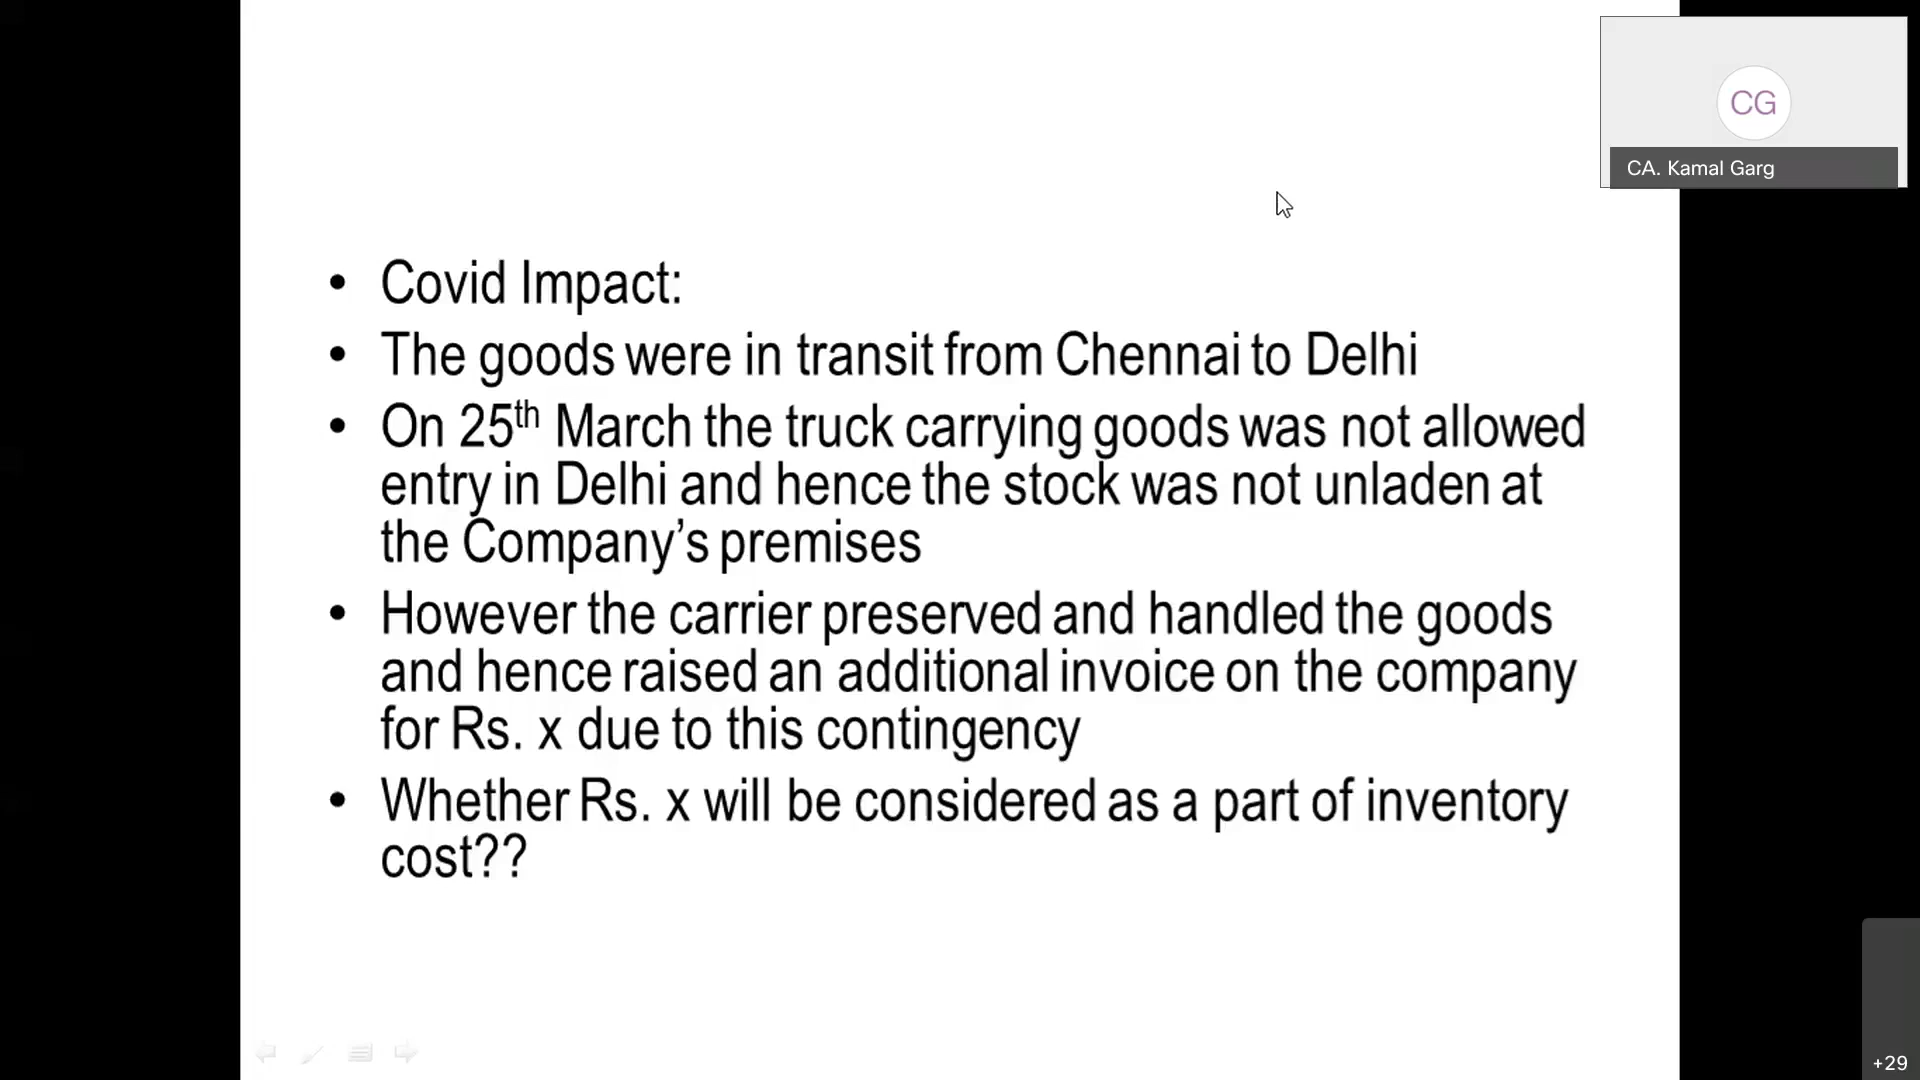 CG
CA. Kamal Garg
• Covid Impact:
• The goods were in transit from Chennai to Delhi
• On 25th March the truck carrying goods was not allowed
entry in Delhi and hence the stock was not unladen at
the Company's premises
• However the carrier preserved and handled the goods
and hence raised an additional invoice on the company
for Rs. x due to this contingency
• Whether Rs. x will be considered as a part of inventory
cost??
+29